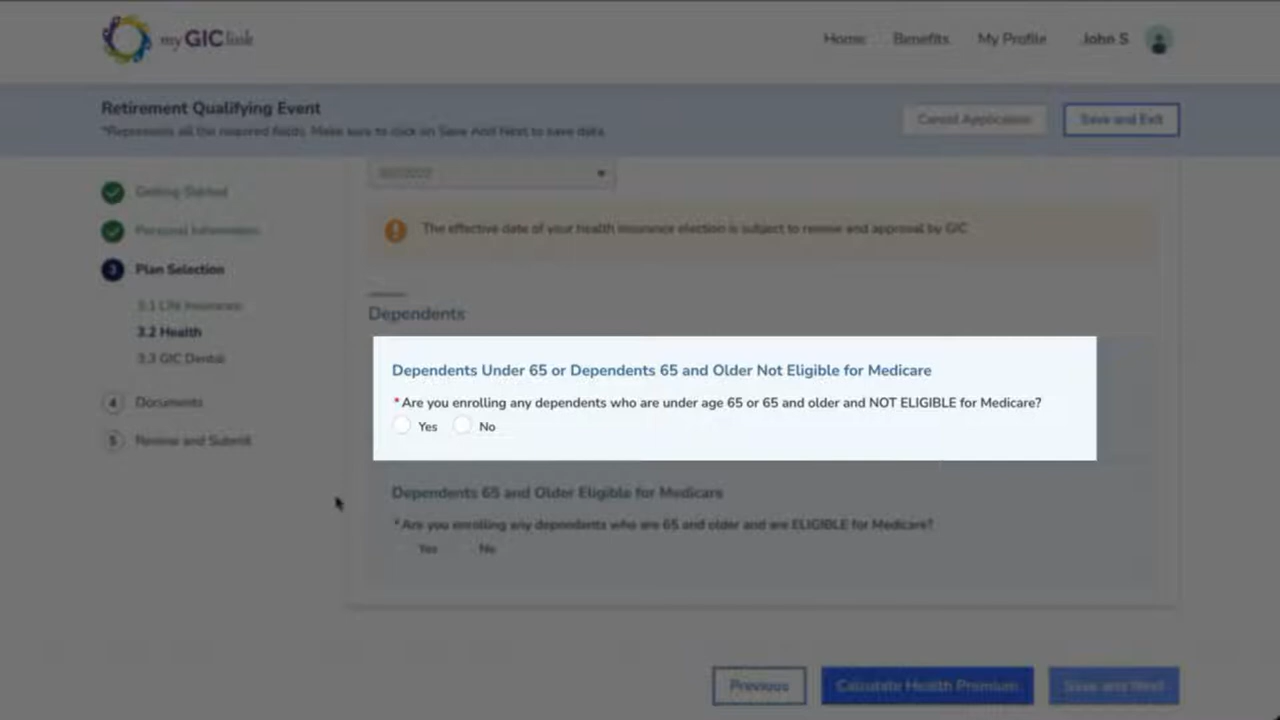 my GIC link
Home Benefits My Profile John S
Retirement Qualifying Event
*Represents all the required fields. Make sure to click on Save And Next to save data.
Cancel Application Save and Exit
Getting Started
Personal Information
3 Plan Selection
3.1 Life Insurance
3.2 Health
3.3 GIC Dental
4 Documents
5 Review and Submit
The effective date of your health insurance election is subject to review and approval by GIC
Dependents
Dependents Under 65 or Dependents 65 and Older Not Eligible for Medicare
*Are you enrolling any dependents who are under age 65 or 65 and older and NOT ELIGIBLE for Medicare?
Yes No
Dependents 65 and Older Eligible for Medicare
*Are you enrolling any dependents who are 65 and older and are ELIGIBLE for Medicare?
Yes No
Previous Calculate Health Premium Save and Next